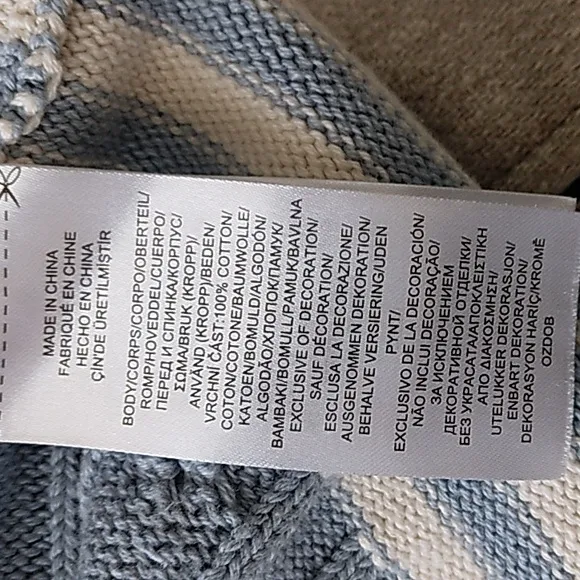 MADE IN CHINA
FABRIQUÉ EN CHINE
HECHO EN CHINA
ÇİN'DE ÜRETİLMİŞTİR
BODY/CORPS/CORPO/OBERTEIL/
ROMP/HOVEDDEL/CUERPO/
ПЕРЕД И СПИНКА/КОРПУС/
ΣΩΜΑ/BRUK (KROPP)/
ANVÄND (KROPP)/BEDEN/
VRCHNÍ ČAST:100% COTTON/
COTON/COTONE/BAUMWOLLE/
KATOEN/BOMULD/ALGODÓN/
ALGODÃO/ХЛОПОК/ПАМУК/
ΒΑΜΒΑΚΙ/BOMULL/PAMUK/BAVLNA
EXCLUSIVE OF DECORATION/
SAUF DÉCORATION/
ESCLUSA LA DECORAZIONE/
AUSGENOMMEN DEKORATION/
BEHALVE VERSIERING/UDEN
PYNT/
EXCLUSIVO DE LA DECORACIÓN/
NÃO INCLUI DECORAÇÃO/
ЗА ИСКЛЮЧЕНИЕМ
ДЕКОРАТИВНОЙ ОТДЕЛКИ/
БЕЗ УКРАСАТА/ΑΠΟΚΛΕΙΣΤΙΚΗ
ΑΠΟ ΔΙΑΚΟΣΜΗΣΗ/
UTELUKKER DEKORASJON/
ENBART DEKORATION/
DEKORASYON HARİÇ/KROMĚ
OZDOB